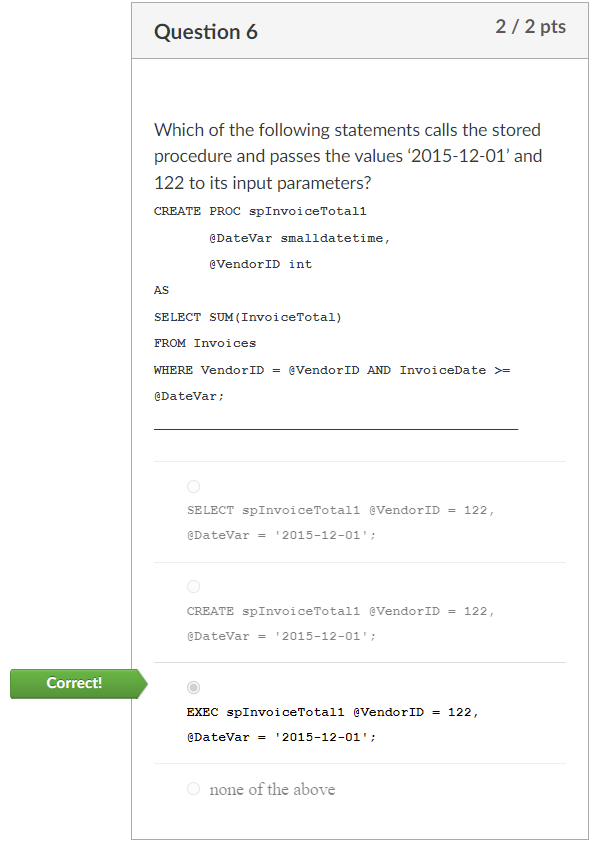 Question 6
2 / 2 pts
Which of the following statements calls the stored
procedure and passes the values ‘2015-12-01’ and
122 to its input parameters?
CREATE PROC spInvoiceTotal1
@DateVar smalldatetime,
@VendorID int
AS
SELECT SUM(InvoiceTotal)
FROM Invoices
WHERE VendorID = @VendorID AND InvoiceDate >=
@DateVar;
SELECT spInvoiceTotal1 @VendorID = 122,
@DateVar = '2015-12-01';
CREATE spInvoiceTotal1 @VendorID = 122,
@DateVar = '2015-12-01';
Correct!
EXEC spInvoiceTotal1 @VendorID = 122,
@DateVar = '2015-12-01';
none of the above